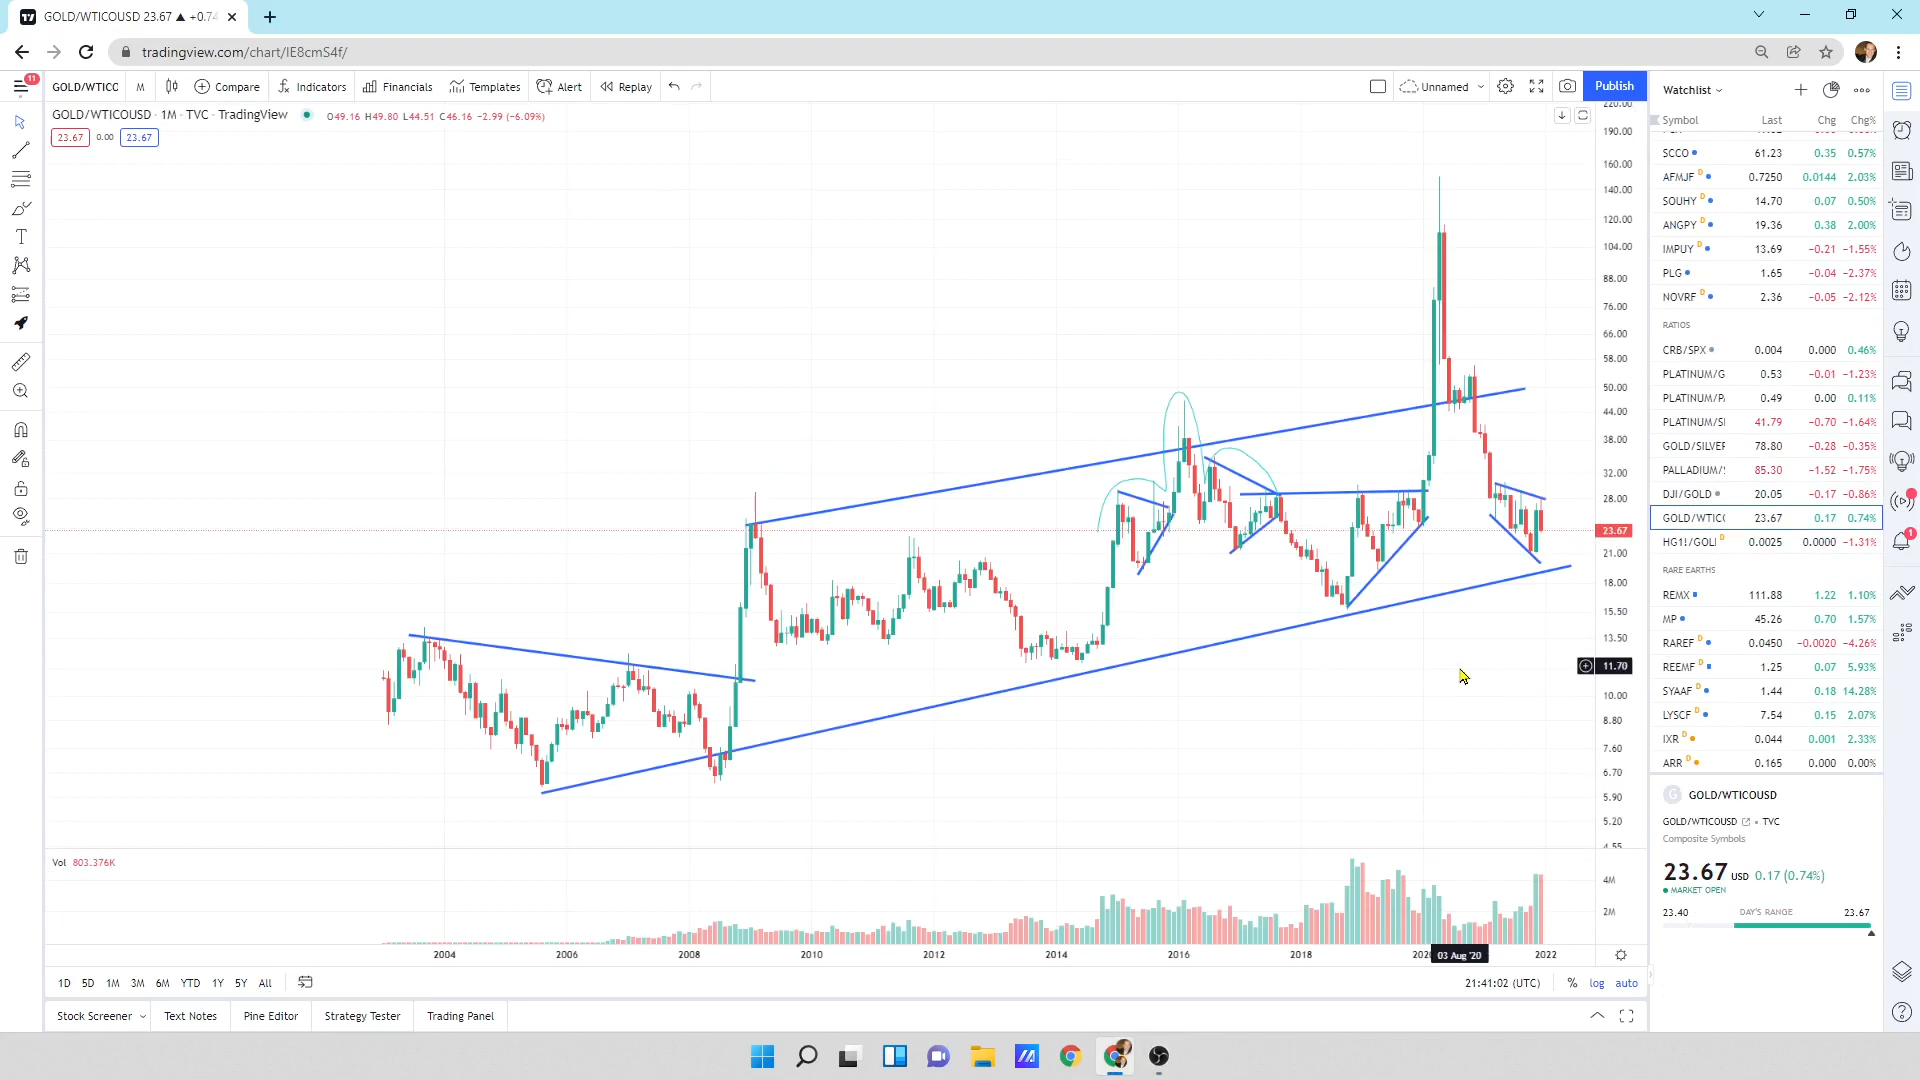 GOLD/WTICOUSD 23.67 ▲ +0.74
tradingview.com/chart/IE8cmS4f/
11 GOLD/WTICC M Compare Indicators Financials Templates Alert Replay Unnamed Publish
GOLD/WTICOUSD · 1M · TVC · TradingView O49.16 H49.80 L44.51 C46.16 −2.99 (−6.09%)
23.67 0.00 23.67
220.00
190.00
160.00
140.00
120.00
104.00
88.00
76.00
66.00
58.00
50.00
44.00
38.00
32.00
28.00
23.67
21.00
18.00
15.50
13.50
11.70
10.00
8.80
7.60
6.70
5.90
5.20
4.55
Vol 803.376K
4M
2M
2004 2006 2008 2010 2012 2014 2016 2018 202 03 Aug '20 2022
1D 5D 1M 3M 6M YTD 1Y 5Y All 21:41:02 (UTC) % log auto
Stock Screener Text Notes Pine Editor Strategy Tester Trading Panel
Watchlist
Symbol Last Chg Chg%
SCCO 61.23 0.35 0.57%
AFMJF D 0.7250 0.0144 2.03%
SOUHY D 14.70 0.07 0.50%
ANGPY D 19.36 0.38 2.00%
IMPUY D 13.69 −0.21 −1.55%
PLG 1.65 −0.04 −2.37%
NOVRF D 2.36 −0.05 −2.12%
RATIOS
CRB/SPX 0.004 0.000 0.46%
PLATINUM/G 0.53 −0.01 −1.23%
PLATINUM/P 0.49 0.00 0.11%
PLATINUM/SI 41.79 −0.70 −1.64%
GOLD/SILVER 78.80 −0.28 −0.35%
PALLADIUM/ 85.30 −1.52 −1.75%
DJI/GOLD 20.05 −0.17 −0.86%
GOLD/WTIC 23.67 0.17 0.74%
HG1!/GOLI D 0.0025 0.0000 −1.31%
RARE EARTHS
REMX 111.88 1.22 1.10%
MP 45.26 0.70 1.57%
RAREF D 0.0450 −0.0020 −4.26%
REEMF D 1.25 0.07 5.93%
SYAAF D 1.44 0.18 14.28%
LYSCF D 7.54 0.15 2.07%
IXR D 0.044 0.001 2.33%
ARR D 0.165 0.000 0.00%
G GOLD/WTICOUSD
GOLD/WTICOUSD • TVC
Composite Symbols
23.67 USD 0.17 (0.74%)
MARKET OPEN
23.40 DAY'S RANGE 23.67
1